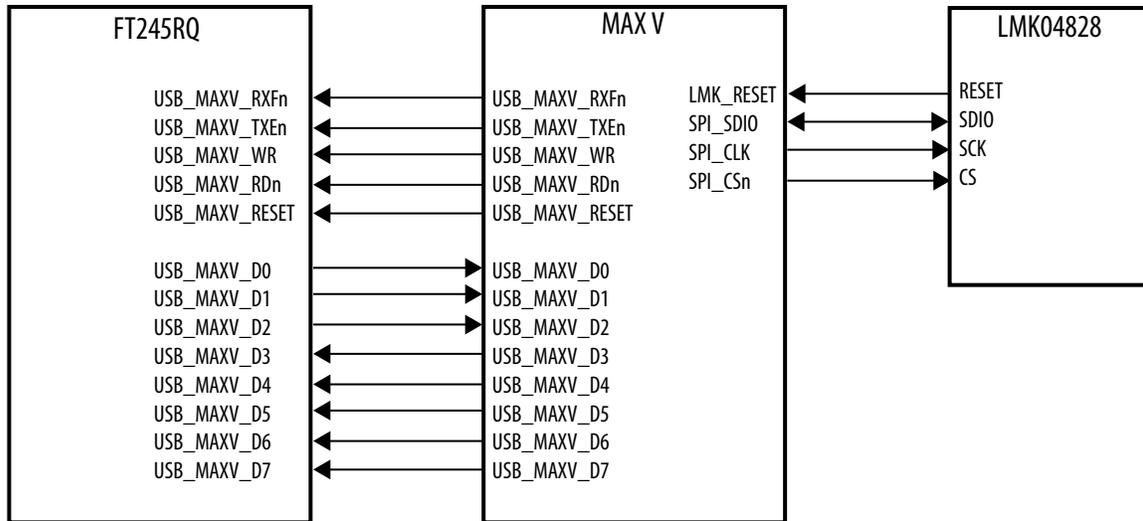 FT245RQ MAX V LMK04828
USB_MAXV_RXFn USB_MAXV_RXFn LMK_RESET RESET
USB_MAXV_TXEn USB_MAXV_TXEn SPI_SDIO SDIO
USB_MAXV_WR USB_MAXV_WR SPI_CLK SCK
USB_MAXV_RDn USB_MAXV_RDn SPI_CSn CS
USB_MAXV_RESET USB_MAXV_RESET
USB_MAXV_D0 USB_MAXV_D0
USB_MAXV_D1 USB_MAXV_D1
USB_MAXV_D2 USB_MAXV_D2
USB_MAXV_D3 USB_MAXV_D3
USB_MAXV_D4 USB_MAXV_D4
USB_MAXV_D5 USB_MAXV_D5
USB_MAXV_D6 USB_MAXV_D6
USB_MAXV_D7 USB_MAXV_D7